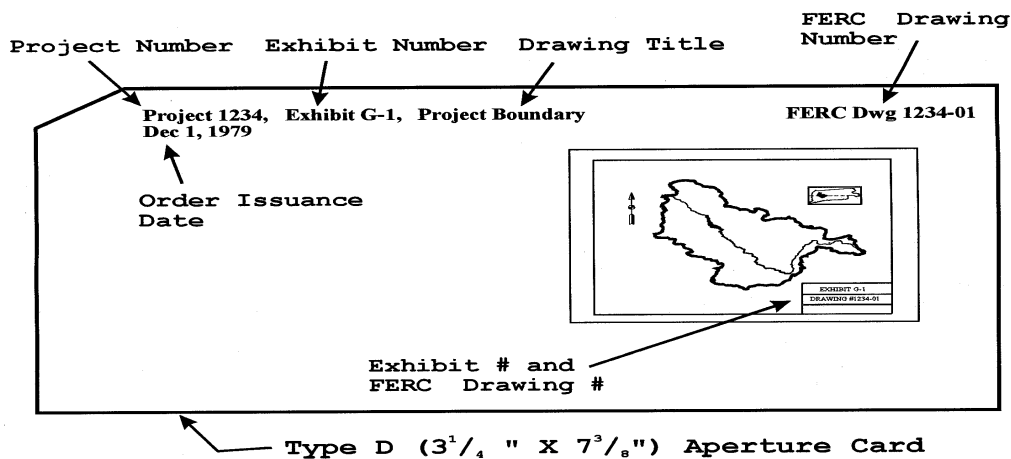 FERC Drawing
Number
Project Number Exhibit Number Drawing Title
Project 1234, Exhibit G-1, Project Boundary
Dec 1, 1979
FERC Dwg 1234-01
Order Issuance
Date
EXHIBIT G-1
DRAWING #1234-01
Exhibit # and
FERC Drawing #
Type D (3 1/4 " X 7 3/8") Aperture Card